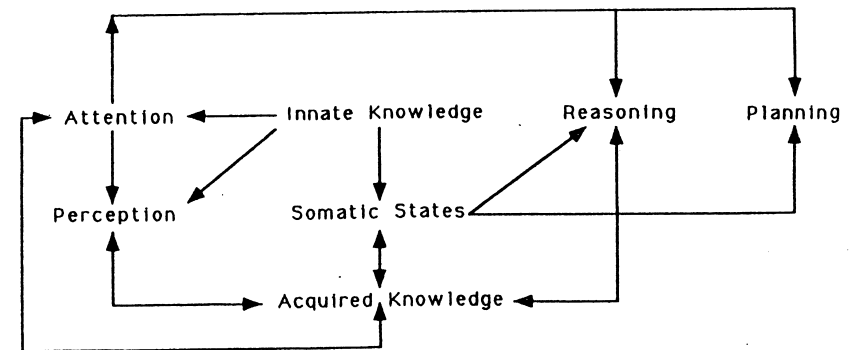 Attention Innate Knowledge Reasoning Planning
Perception Somatic States
Acquired Knowledge